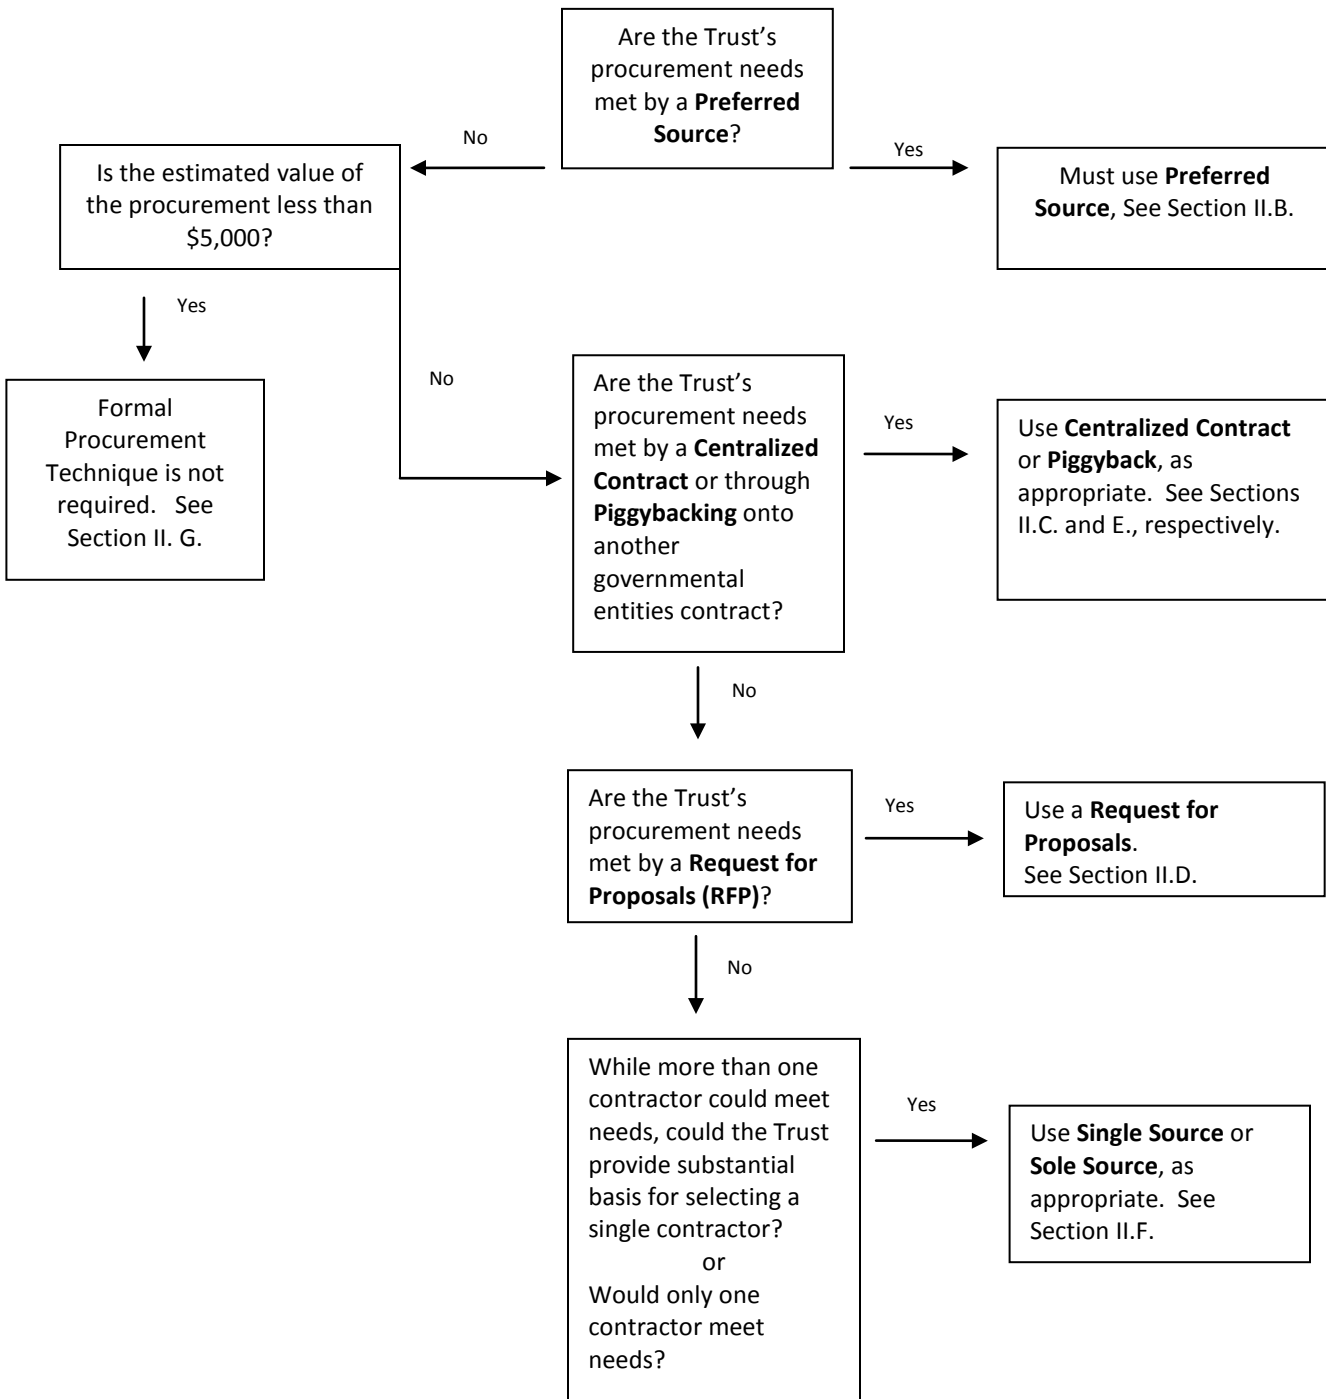 Are the Trust’s
procurement needs
met by a Preferred
Source?
No
Yes
Is the estimated value of
the procurement less than
$5,000?
Must use Preferred
Source, See Section II.B.
Yes
Formal
Procurement
Technique is not
required.   See
Section II. G.
No
Are the Trust’s
procurement needs
met by a Centralized
Contract or through
Piggybacking onto
another
governmental
entities contract?
Yes
Use Centralized Contract
or Piggyback, as
appropriate.  See Sections
II.C. and E., respectively.
No
Are the Trust’s
procurement needs
met by a Request for
Proposals (RFP)?
Yes
Use a Request for
Proposals.
See Section II.D.
No
While more than one
contractor could meet
needs, could the Trust
provide substantial
basis for selecting a
single contractor?
or
Would only one
contractor meet
needs?
Yes
Use Single Source or
Sole Source, as
appropriate.  See
Section II.F.